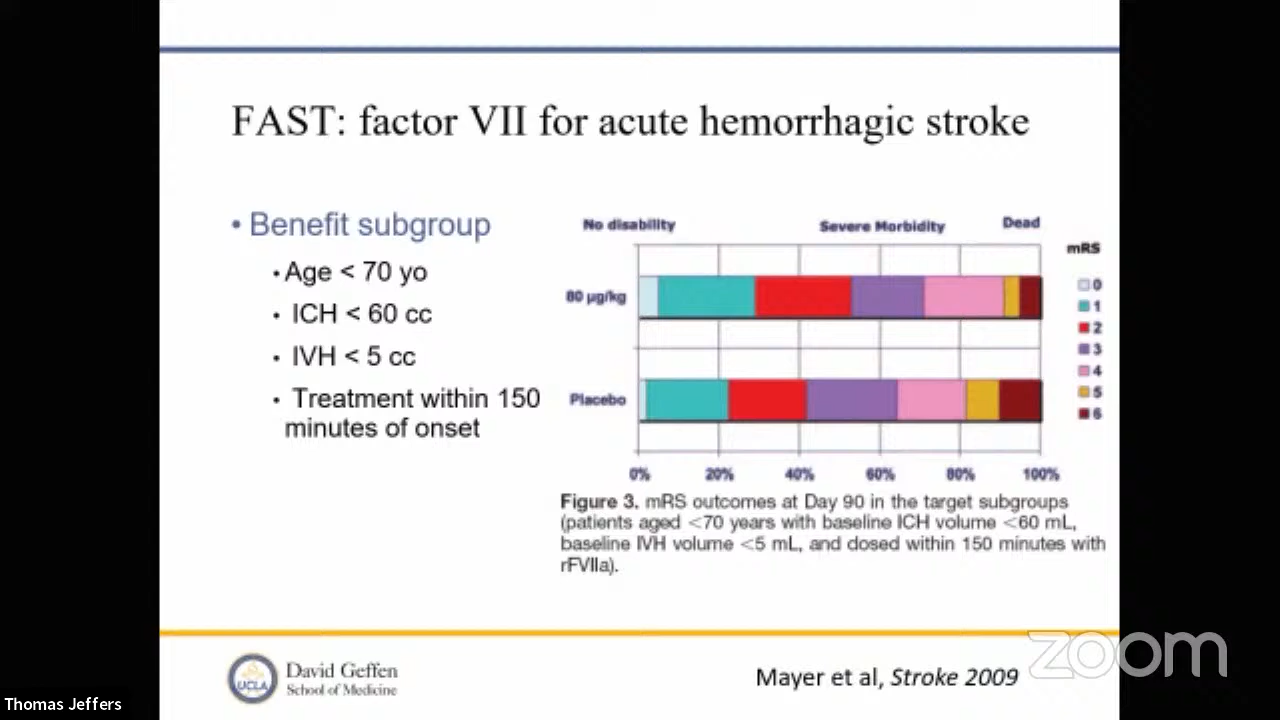 FAST: factor VII for acute hemorrhagic stroke
• Benefit subgroup
• Age < 70 yo
• ICH < 60 cc
• IVH < 5 cc
• Treatment within 150
minutes of onset
No disability Severe Morbidity Dead
mRS
80 µg/kg
Placebo
0
1
2
3
4
5
6
0% 20% 40% 60% 80% 100%
Figure 3. mRS outcomes at Day 90 in the target subgroups
(patients aged <70 years with baseline ICH volume <60 mL,
baseline IVH volume <5 mL, and dosed within 150 minutes with
rFVIIa).
UCLA
David Geffen
School of Medicine
Mayer et al, Stroke 2009
zoom
Thomas Jeffers